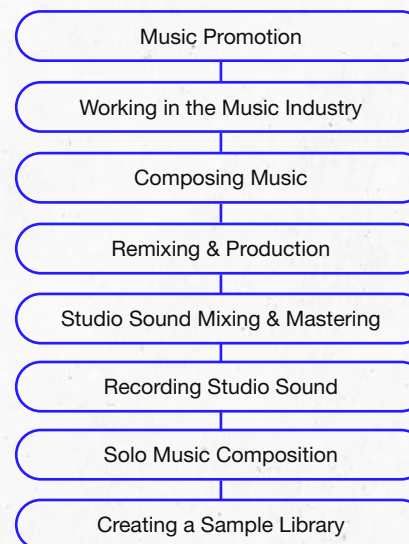 Music Promotion
Working in the Music Industry
Composing Music
Remixing & Production
Studio Sound Mixing & Mastering
Recording Studio Sound
Solo Music Composition
Creating a Sample Library